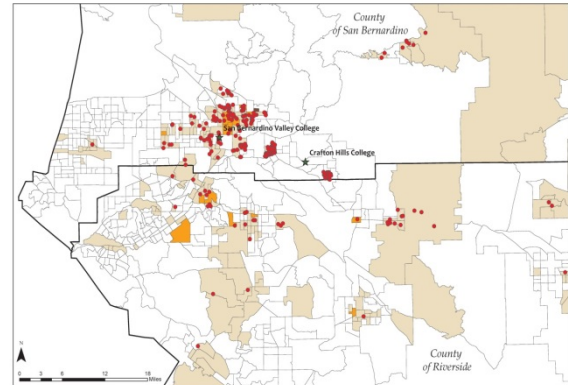 County
of San Bernardino
San Bernardino Valley College
Crafton Hills College
County
of Riverside
N
0 3 6 12 18
Miles